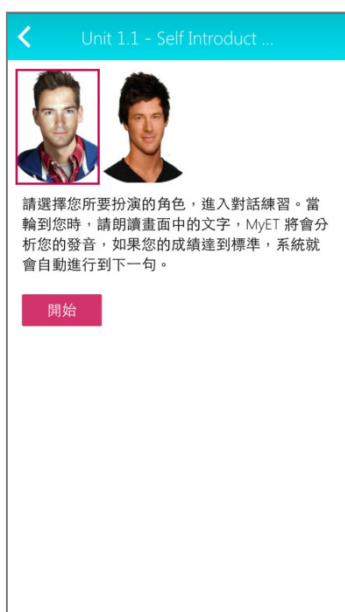 Unit 1.1 - Self Introduct ...
請選擇您所要扮演的角色，進入對話練習。當
輪到您時，請朗讀畫面中的文字，MyET 將會分
析您的發音，如果您的成績達到標準，系統就
會自動進行到下一句。
開始